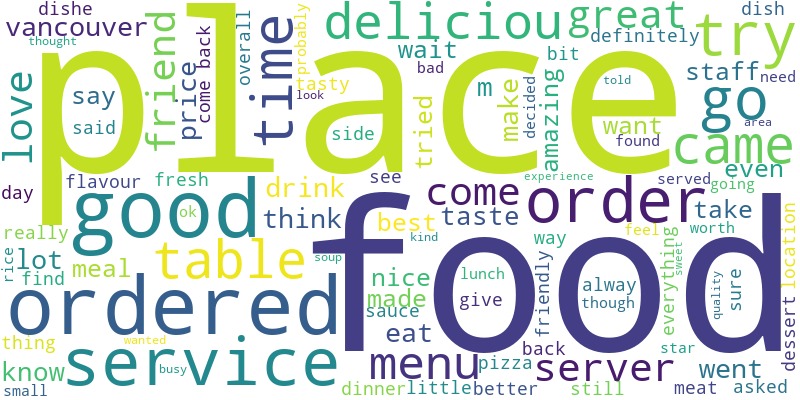 dishe
vancouver
thought
place
friend
price
come back
time
overall
probably
tasty
look
delicious
wait
bad
great
definitely
bit
dish
try
staff
need
love
say
said
side
tried
m
make
decided
amazing
told
want
found
go
area
came
even
day
flavour
fresh
good
ok
drink
think
see
best
come
taste
kind
experience
order
served
going
take
way
feel
worth
really
rice
lot
find
meal
table
food
soup
nice
made
sauce
eat
lunch
give
friendly
alway
though
everything
sweet
quality
sure
location
dessert
ordered
thing
wanted
know
small
service
busy
menu
pizza
back
server
star
went
dinner
little
better
still
meat
asked